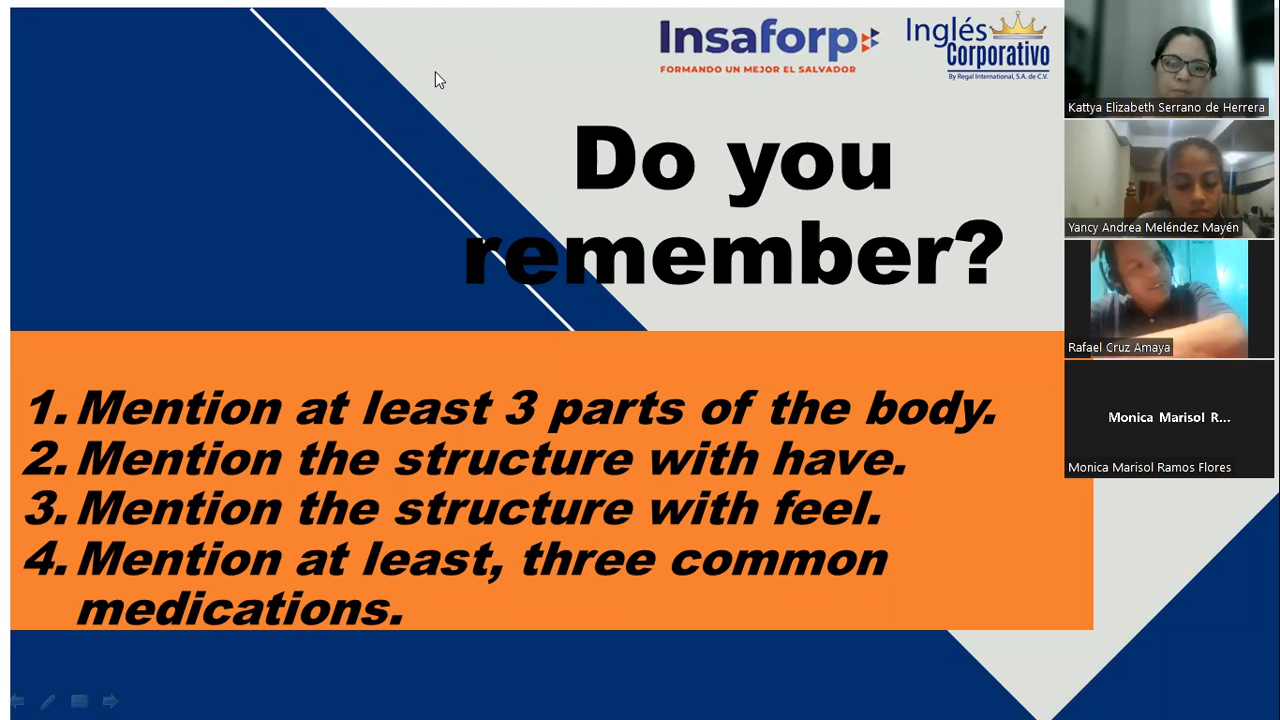 Insaforp
FORMANDO UN MEJOR EL SALVADOR
Inglés
Corporativo
By Regal International, S.A. de C.V.
Do you
remember?
1. Mention at least 3 parts of the body.
2. Mention the structure with have.
3. Mention the structure with feel.
4. Mention at least, three common
medications.
Kattya Elizabeth Serrano de Herrera
Yancy Andrea Meléndez Mayén
Rafael Cruz Amaya
Monica Marisol R...
Monica Marisol Ramos Flores